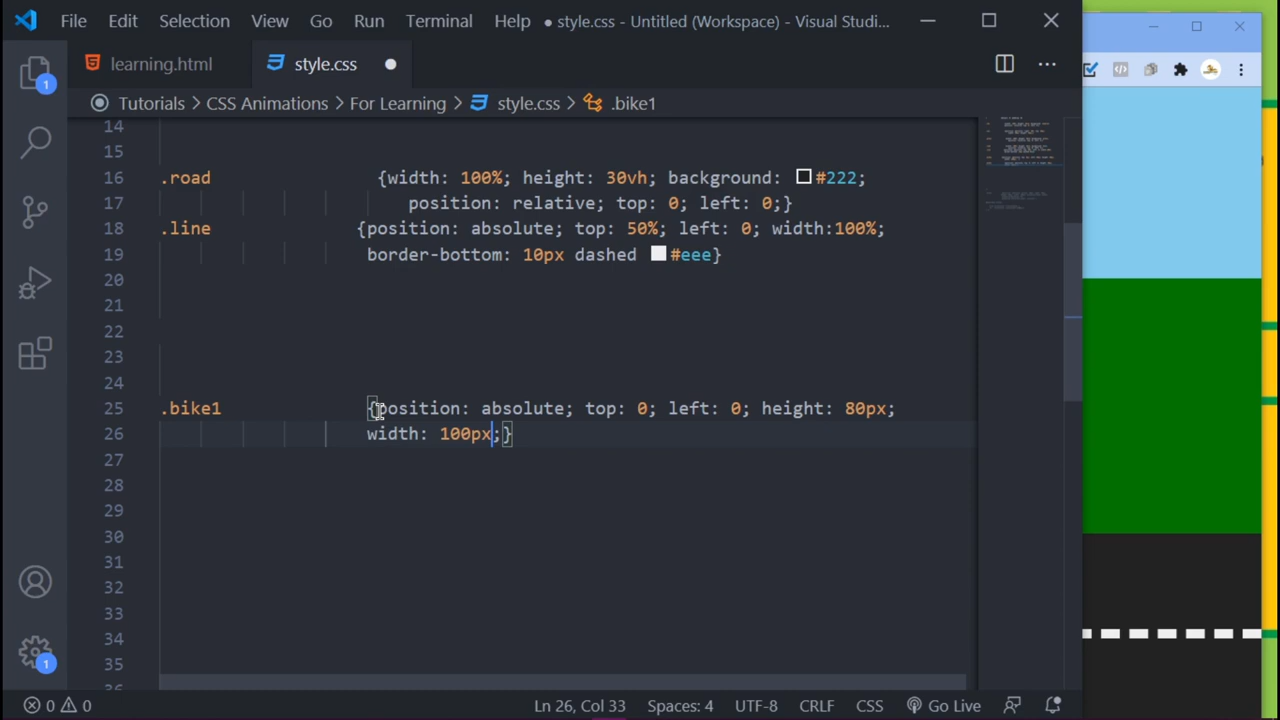 File Edit Selection View Go Run Terminal Help ● style.css - Untitled (Workspace) - Visual Studi...
learning.html style.css
Tutorials > CSS Animations > For Learning > style.css > .bike1
14
15
16 .road {width: 100%; height: 30vh; background: #222;
17 position: relative; top: 0; left: 0;}
18 .line {position: absolute; top: 50%; left: 0; width:100%;
19 border-bottom: 10px dashed #eee}
20
21
22
23
24
25 .bike1 {position: absolute; top: 0; left: 0; height: 80px;
26 width: 100px;}
27
28
29
30
31
32
33
34
35
36
1
1
0 0 Ln 26, Col 33 Spaces: 4 UTF-8 CRLF CSS Go Live